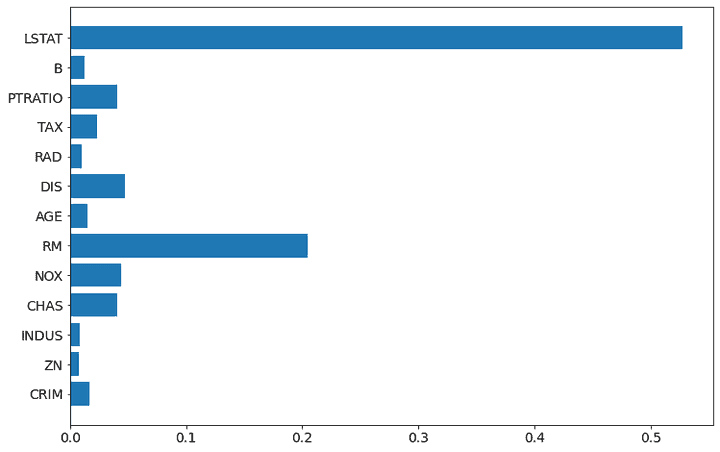 LSTAT
B
PTRATIO
TAX
RAD
DIS
AGE
RM
NOX
CHAS
INDUS
ZN
CRIM
0.0 0.1 0.2 0.3 0.4 0.5